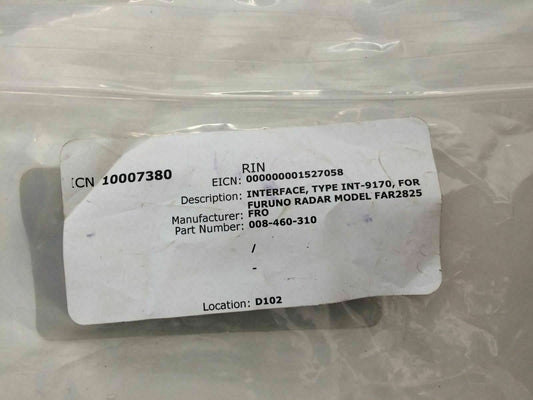 RIN
ICN 10007380
EICN: 000000001527058
Description: INTERFACE, TYPE INT-9170, FOR
FURUNO RADAR MODEL FAR2825
Manufacturer: FRO
Part Number: 008-460-310
/
-
Location: D102